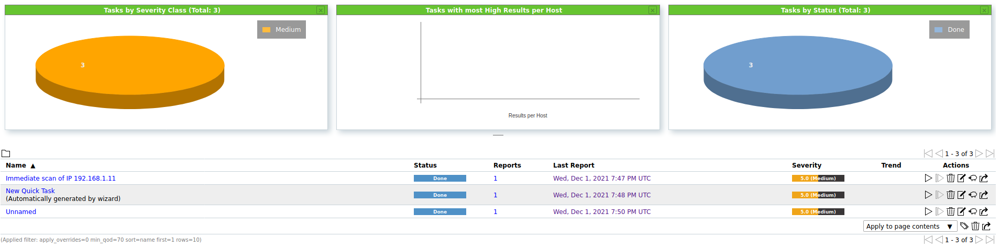 Tasks by Severity Class (Total: 3)
Medium
3
Tasks with most High Results per Host
Results per Host
Tasks by Status (Total: 3)
Done
3
1 - 3 of 3
Name ▲ Status Reports Last Report Severity Trend Actions
Immediate scan of IP 192.168.1.11 Done 1 Wed, Dec 1, 2021 7:47 PM UTC 5.0 (Medium)
New Quick Task
(Automatically generated by wizard) Done 1 Wed, Dec 1, 2021 7:48 PM UTC 5.0 (Medium)
Unnamed Done 1 Wed, Dec 1, 2021 7:50 PM UTC 5.0 (Medium)
Apply to page contents ▼
(Applied filter: apply_overrides=0 min_qod=70 sort=name first=1 rows=10) 1 - 3 of 3